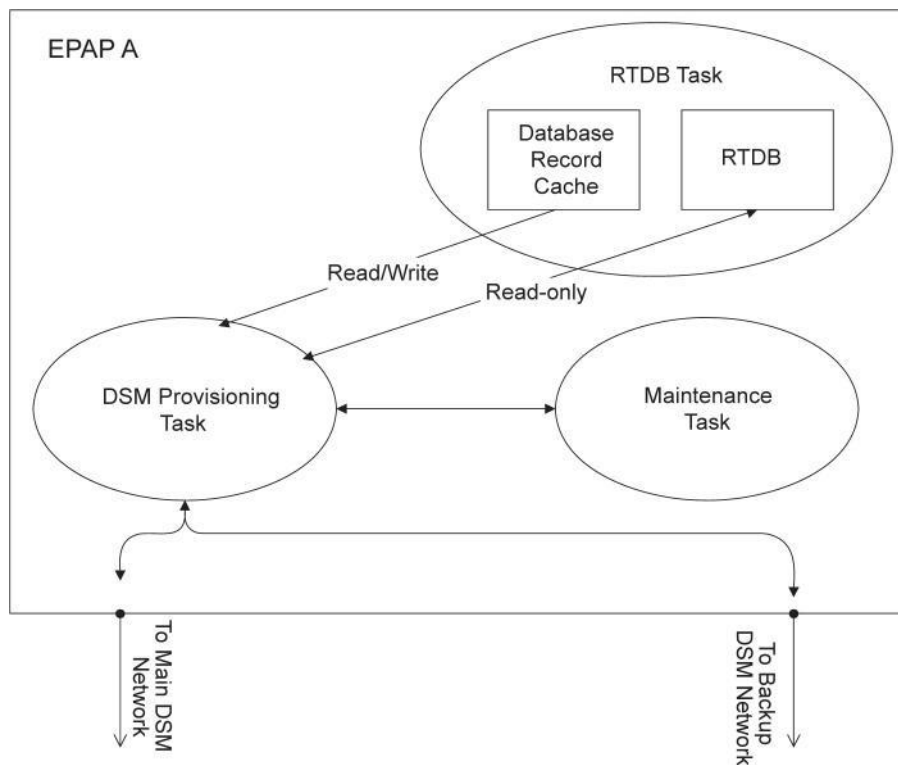 EPAP A
RTDB Task
Database
Record
Cache
RTDB
Read/Write
Read-only
DSM Provisioning
Task
Maintenance
Task
To Main DSM
Network
To Backup
DSM Network